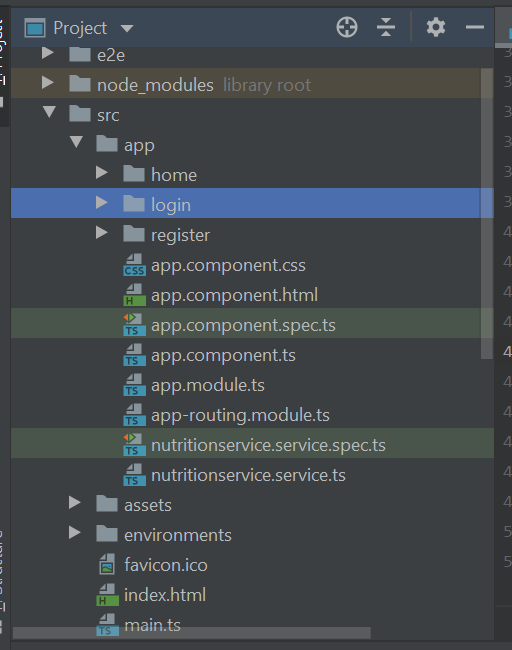 Project
e2e
node_modules library root
src
app
home
login
register
app.component.css
app.component.html
app.component.spec.ts
app.component.ts
app.module.ts
app-routing.module.ts
nutritionservice.service.spec.ts
nutritionservice.service.ts
assets
environments
favicon.ico
index.html
main.ts